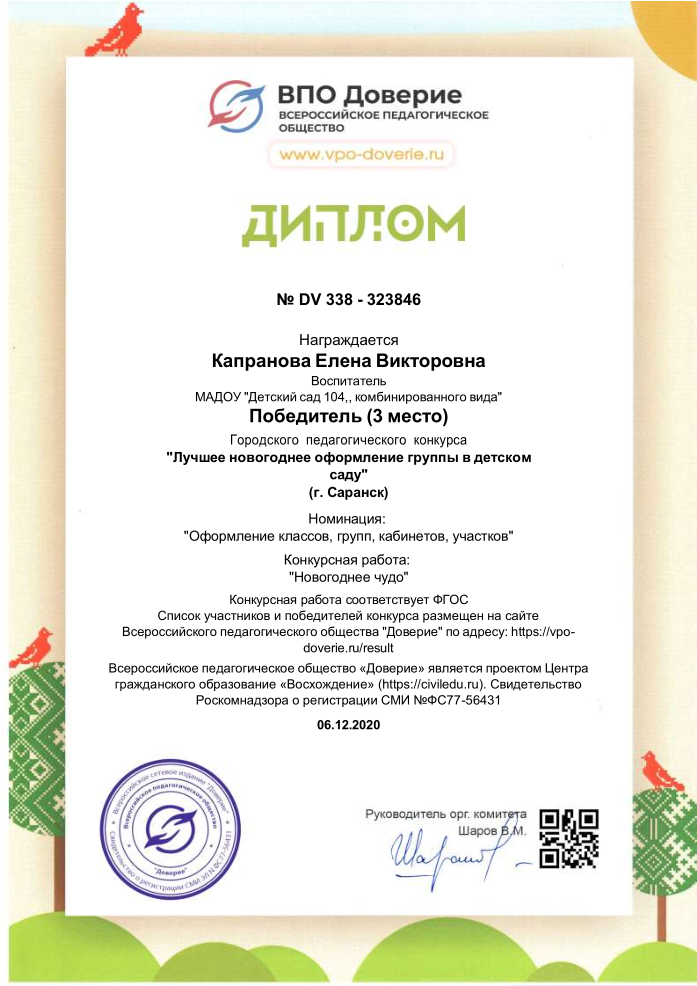 ВПО Доверие
ВСЕРОССИЙСКОЕ ПЕДАГОГИЧЕСКОЕ
ОБЩЕСТВО
www.vpo-doverie.ru
ДИПЛОМ
№ DV 338 - 323846
Награждается
Капранова Елена Викторовна
Воспитатель
МАДОУ "Детский сад 104,, комбинированного вида"
Победитель (3 место)
Городского педагогического конкурса
"Лучшее новогоднее оформление группы в детском
саду"
(г. Саранск)
Номинация:
"Оформление классов, групп, кабинетов, участков"
Конкурсная работа:
"Новогоднее чудо"
Конкурсная работа соответствует ФГОС
Список участников и победителей конкурса размещен на сайте
Всероссийского педагогического общества "Доверие" по адресу: https://vpo-
doverie.ru/result
Всероссийское педагогическое общество «Доверие» является проектом Центра
гражданского образование «Восхождение» (https://civiledu.ru). Свидетельство
Роскомнадзора о регистрации СМИ №ФС77-56431
06.12.2020
Всероссийское сетевое издание "Доверие"
Свидетельство о регистрации СМИ ЭЛ N ФС 77-56431
Всероссийское педагогическое общество
"Доверие"
Руководитель орг. комитета
Шаров В.М.